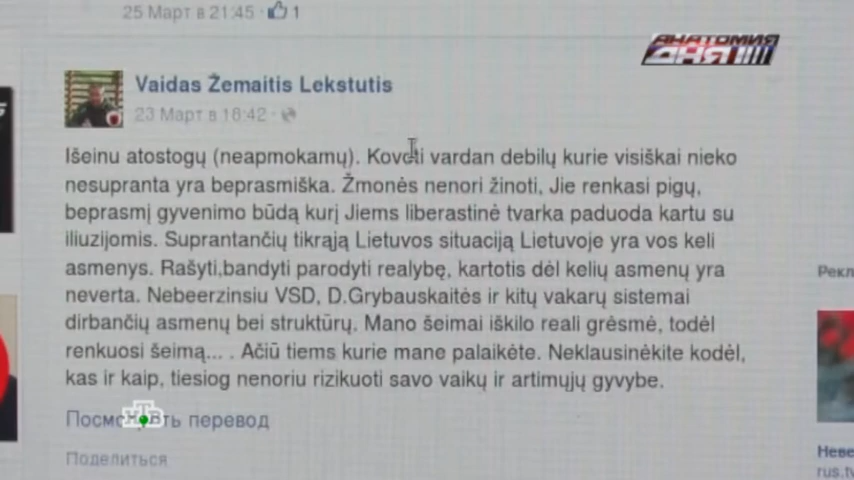 25 Март в 21:45 · 1
АНАТОМИЯ
ДНЯ
Vaidas Žemaitis Lekstutis
23 Март в 16:42 ·
Išeinu atostogų (neapmokamų). Kovoti vardan debilų kurie visiškai nieko
nesupranta yra beprasmiška. Žmonės nenori žinoti, Jie renkasi pigų,
beprasmį gyvenimo būdą kurį Jiems liberastinė tvarka paduoda kartu su
iliuzijomis. Suprantančių tikrąją Lietuvos situaciją Lietuvoje yra vos keli
asmenys. Rašyti,bandyti parodyti realybę, kartotis dėl kelių asmenų yra
neverta. Nebeerzinsiu VSD, D.Grybauskaitės ir kitų vakarų sistemai
dirbančių asmenų bei struktūrų. Mano šeimai iškilo reali grėsmė, todėl
renkuosi šeimą... . Ačiū tiems kurie mane palaikėte. Neklausinėkite kodėl,
kas ir kaip, tiesiog nenoriu rizikuoti savo vaikų ir artimųjų gyvybe.
Посмотреть перевод
НТВ
Поделиться
Рекл
Неве
rus.tv